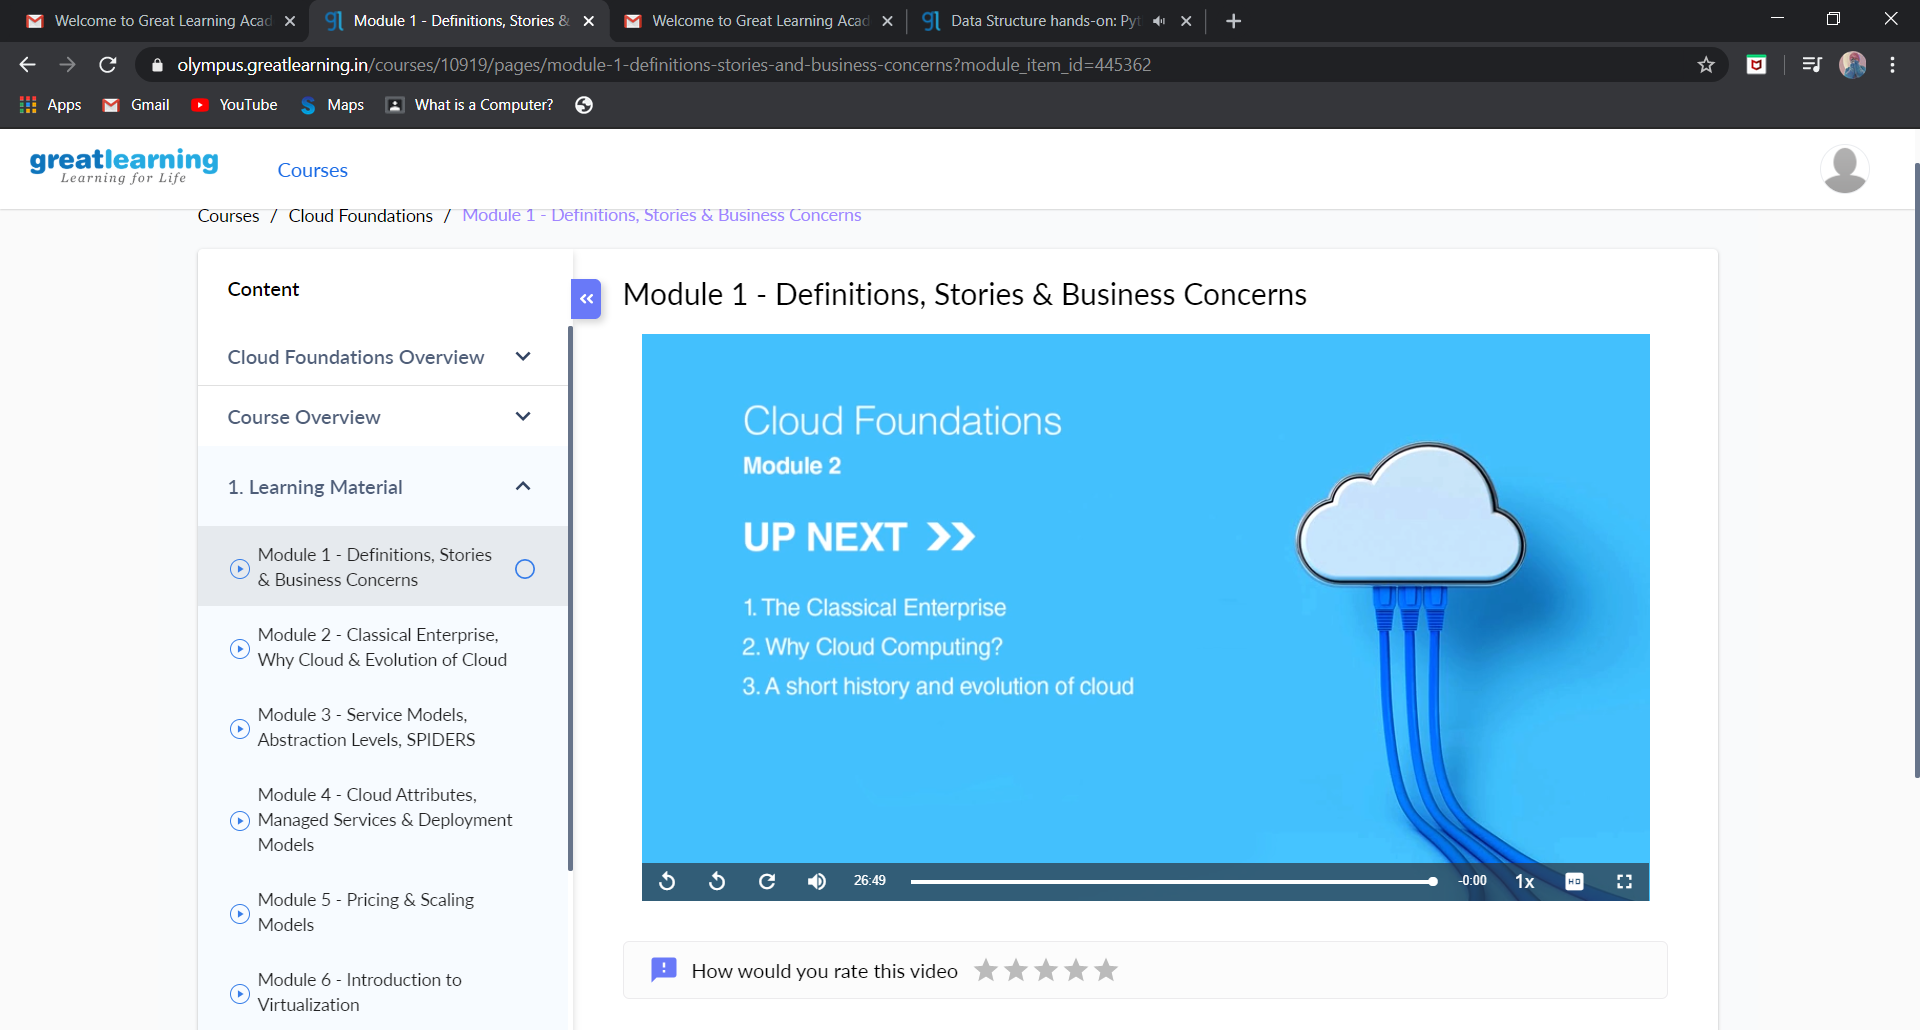 Welcome to Great Learning Acad
Module 1 - Definitions, Stories &
Welcome to Great Learning Acad
Data Structure hands-on: Pyt
olympus.greatlearning.in/courses/10919/pages/module-1-definitions-stories-and-business-concerns?module_item_id=445362
Apps
Gmail
YouTube
Maps
What is a Computer?
greatlearning
Learning for Life
Courses
Courses / Cloud Foundations / Module 1 - Definitions, Stories & Business Concerns
Content
Cloud Foundations Overview
Course Overview
1. Learning Material
Module 1 - Definitions, Stories
& Business Concerns
Module 2 - Classical Enterprise,
Why Cloud & Evolution of Cloud
Module 3 - Service Models,
Abstraction Levels, SPIDERS
Module 4 - Cloud Attributes,
Managed Services & Deployment
Models
Module 5 - Pricing & Scaling
Models
Module 6 - Introduction to
Virtualization
Module 1 - Definitions, Stories & Business Concerns
Cloud Foundations
Module 2
UP NEXT
1. The Classical Enterprise
2. Why Cloud Computing?
3. A short history and evolution of cloud
26:49
-0:00
1x
HD
How would you rate this video